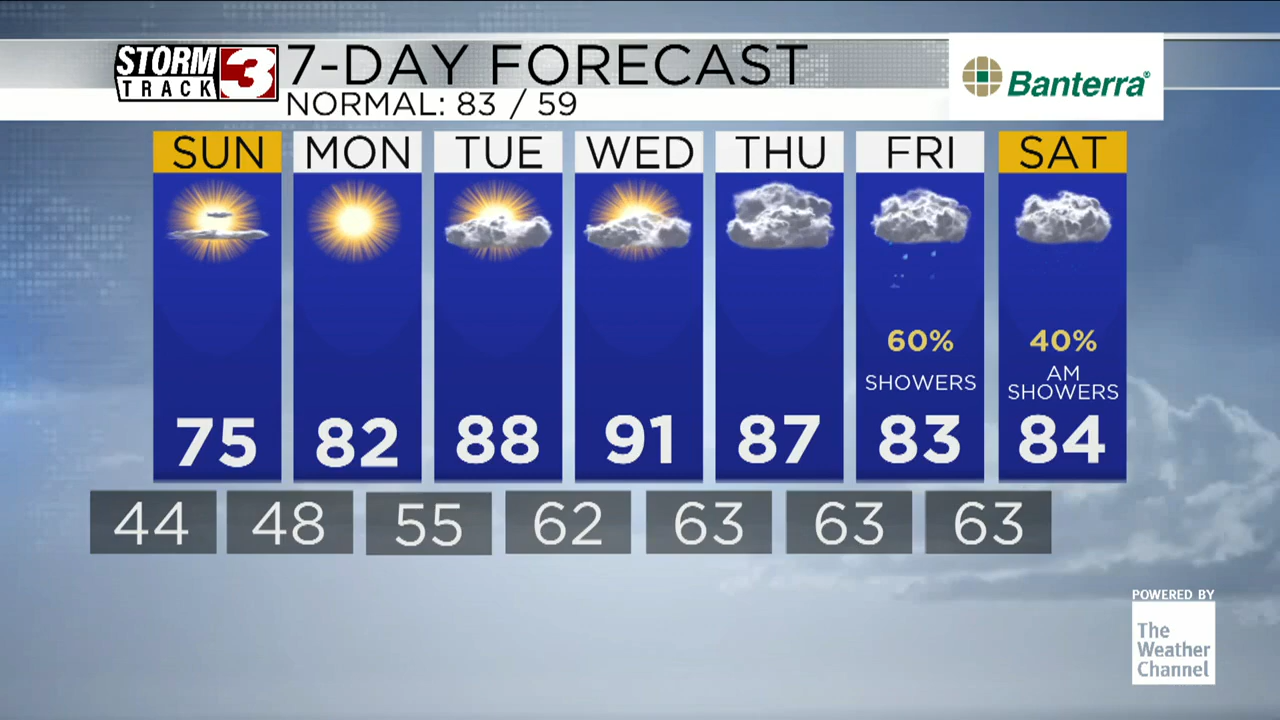 STORM
TRACK
3
7-DAY FORECAST
NORMAL: 83 / 59
Banterra®
SUN MON TUE WED THU FRI SAT
60% 40%
SHOWERS AM
SHOWERS
75 82 88 91 87 83 84
44 48 55 62 63 63 63
POWERED BY
The
Weather
Channel